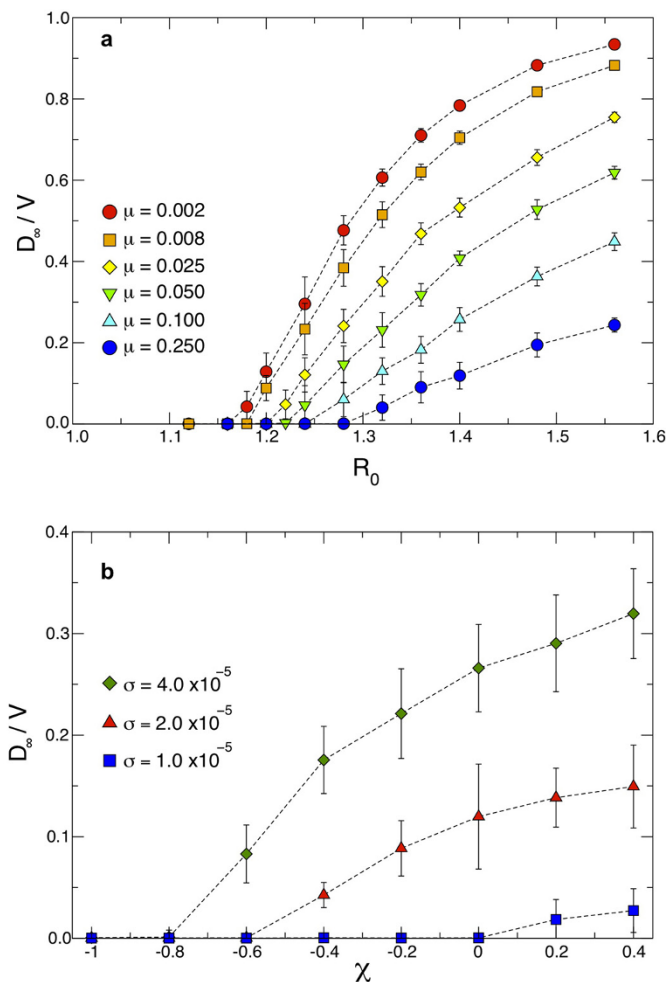 a
D∞ / V
1.0
0.8
0.6
0.4
0.2
0.0
μ = 0.002
μ = 0.008
μ = 0.025
μ = 0.050
μ = 0.100
μ = 0.250
1.0 1.1 1.2 1.3 1.4 1.5 1.6
R₀
b
D∞ / V
0.4
0.3
0.2
0.1
0.0
σ = 4.0 x10⁻⁵
σ = 2.0 x10⁻⁵
σ = 1.0 x10⁻⁵
-1 -0.8 -0.6 -0.4 -0.2 0 0.2 0.4
χ